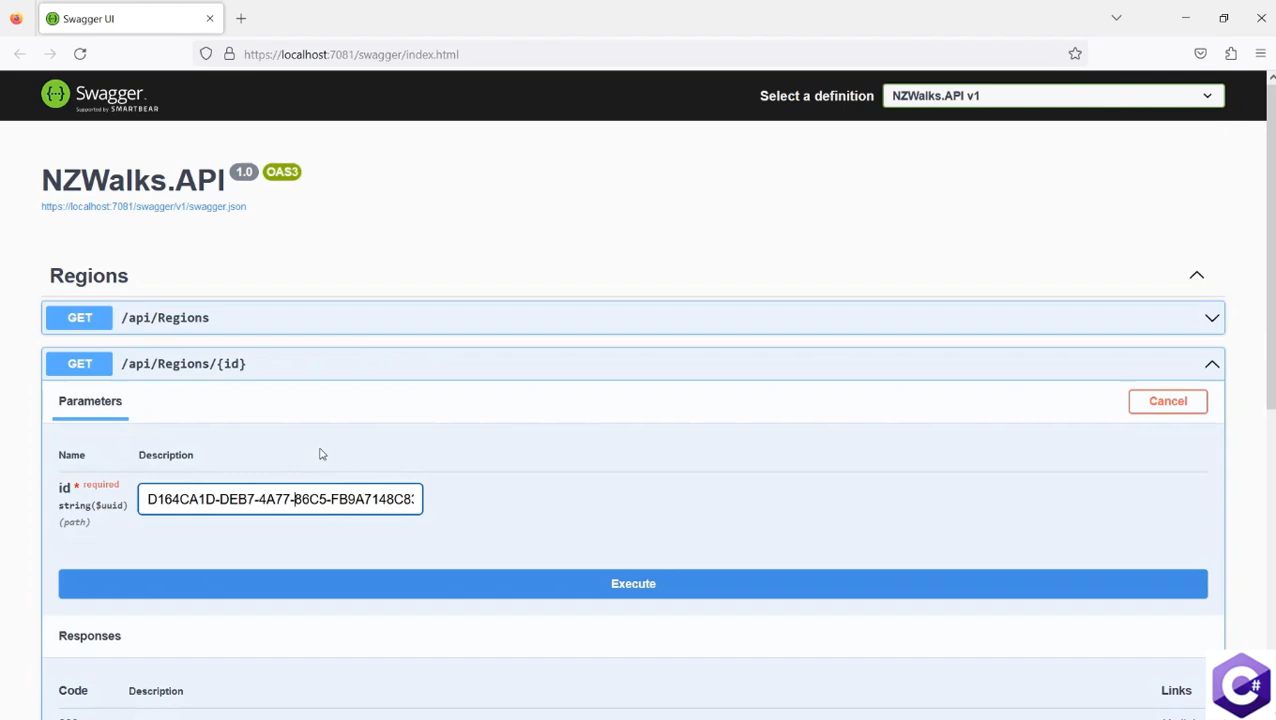 Swagger UI
https://localhost:7081/swagger/index.html
Swagger.
Supported by SMARTBEAR
Select a definition
NZWalks.API v1
NZWalks.API 1.0 OAS3
https://localhost:7081/swagger/v1/swagger.json
Regions
GET /api/Regions
GET /api/Regions/{id}
Parameters
Cancel
Name Description
id * required
string($uuid)
(path)
D164CA1D-DEB7-4A77-86C5-FB9A7148C83
Execute
Responses
Code Description Links
C#